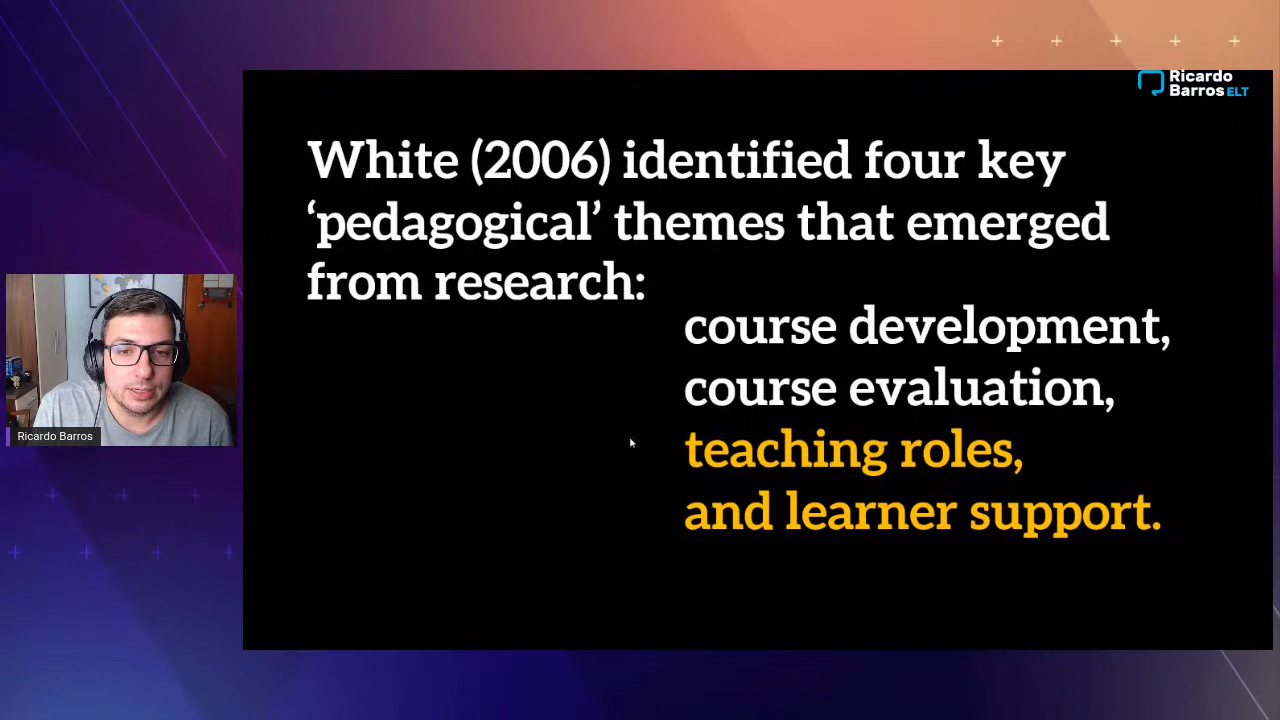 Ricardo
Barros ELT
White (2006) identified four key
‘pedagogical’ themes that emerged
from research:
course development,
course evaluation,
teaching roles,
and learner support.
Ricardo Barros